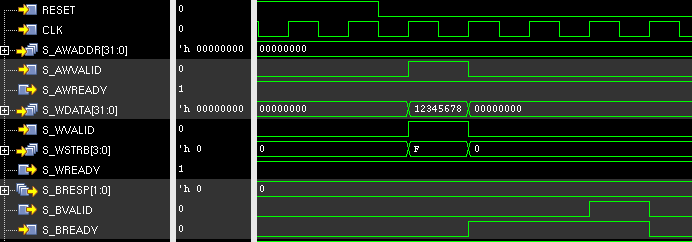 RESET 0
CLK 0
S_AWADDR[31:0] 'h 00000000 00000000
S_AWVALID 0
S_AWREADY 1
S_WDATA[31:0] 'h 00000000 00000000 12345678 00000000
S_WVALID 0
S_WSTRB[3:0] 'h 0 0 F 0
S_WREADY 1
S_BRESP[1:0] 'h 0 0
S_BVALID 0
S_BREADY 0